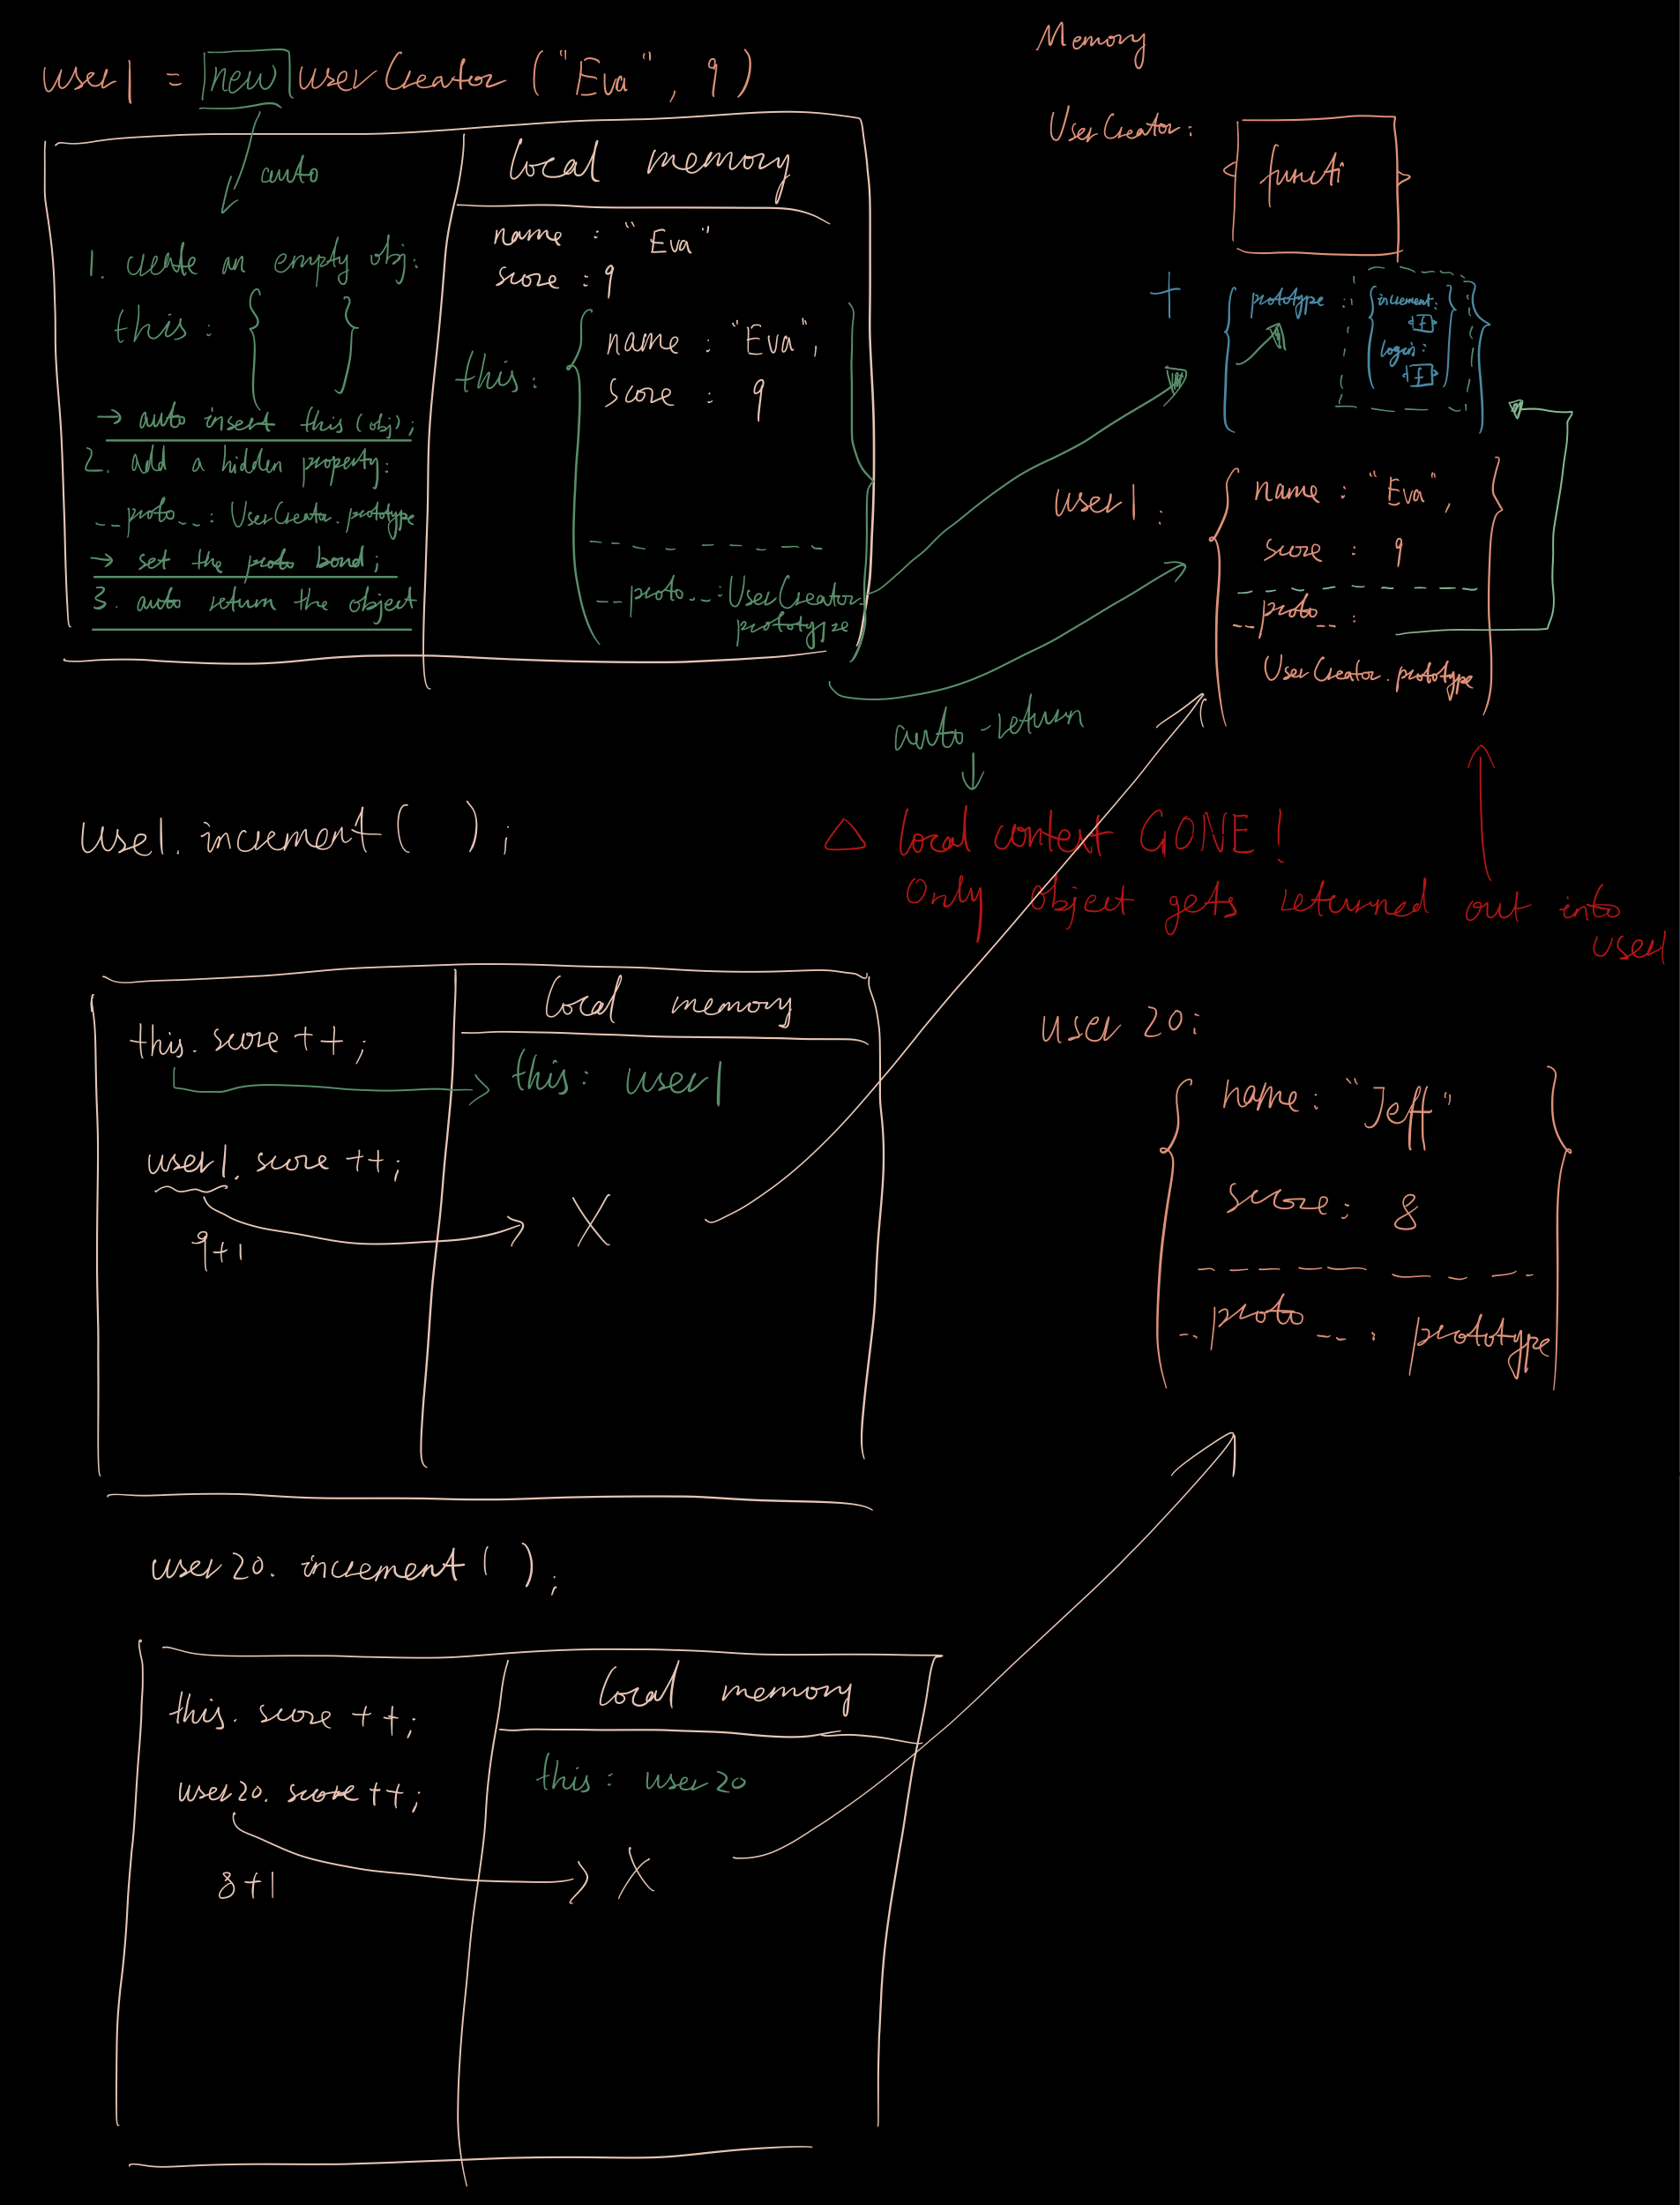 user1 = new userCreator ("Eva", 9)
auto
1. create an empty obj:
this: { }
→ auto insert this (obj);
2. add a hidden property:
__proto__: UserCreator.prototype
→ set the proto bond;
3. auto return the object
local memory
name : "Eva"
score : 9
this: { name : "Eva",
score : 9
__proto__: UserCreator.
prototype }
Memory
UserCreator:
functi
+
{ prototype : { increment:
f
login:
f } }
user1 :
{ name : "Eva",
score : 9
__proto__ :
UserCreator.prototype }
auto-return
△ local context GONE!
Only object gets returned out into
user1
user1.increment( );
this.score++;
user1.score++;
9+1
local memory
this: user1
X
user20:
{ name: "Jeff"
score: 8
__proto__ : prototype }
user20.increment( );
this.score++;
user20.score++;
8+1
local memory
this: user20
X